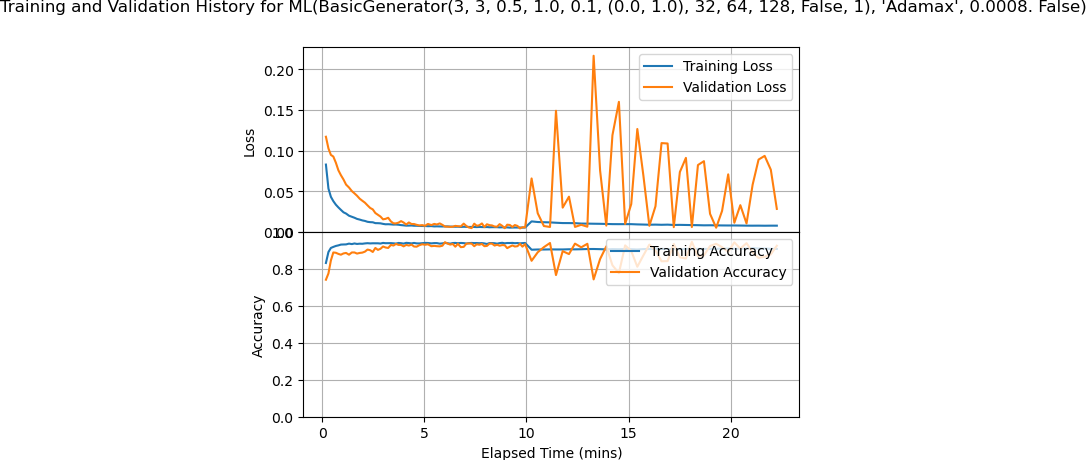 Training and Validation History for ML(BasicGenerator(3, 3, 0.5, 1.0, 0.1, (0.0, 1.0), 32, 64, 128, False, 1), 'Adamax', 0.0008. False)
Training Loss
Validation Loss
Loss
0.20
0.15
0.10
0.05
0.00
1.0
Training Accuracy
Validation Accuracy
Accuracy
0.8
0.6
0.4
0.2
0.0
0 5 10 15 20
Elapsed Time (mins)